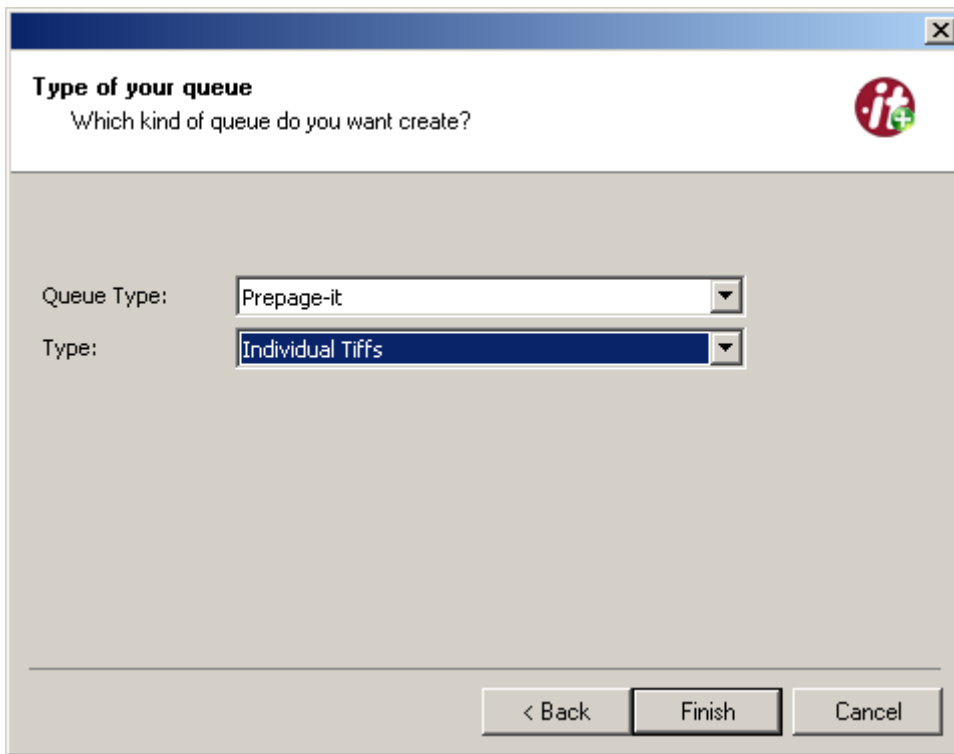 Type of your queue
Which kind of queue do you want create?
·it
Queue Type: Prepage-it
Type: Individual Tiffs
< Back Finish Cancel